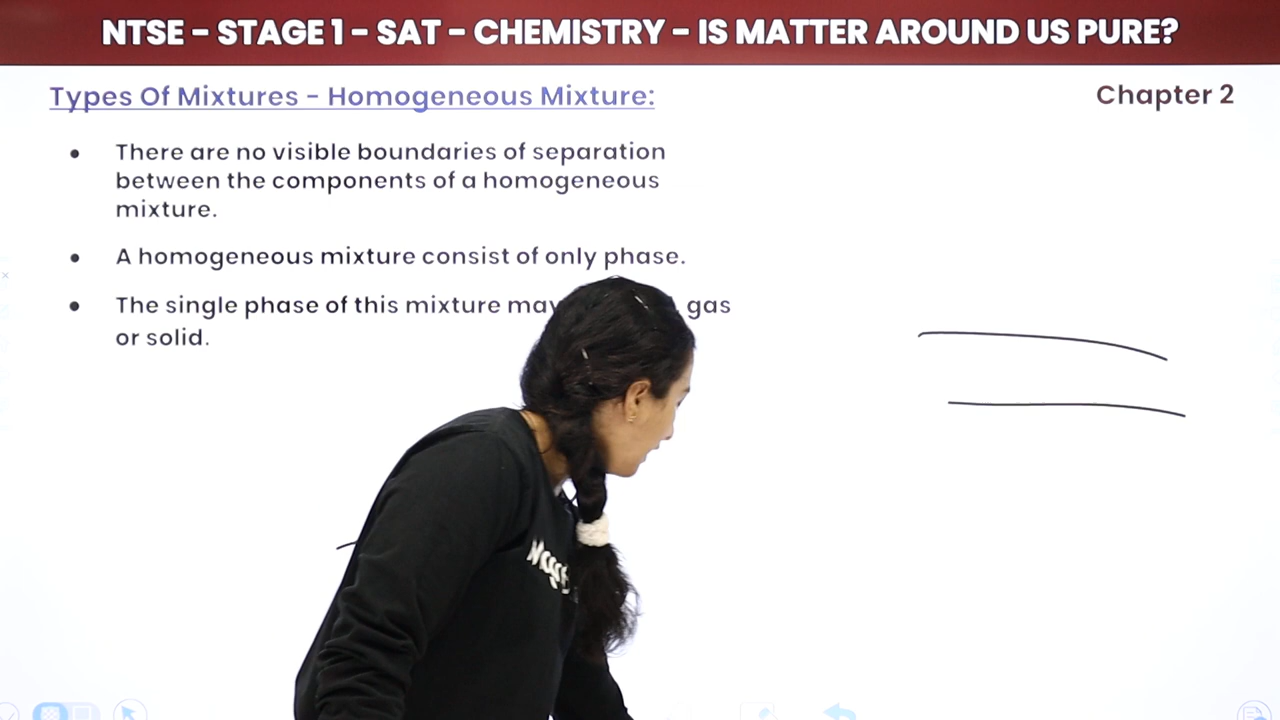 NTSE – STAGE 1 – SAT – CHEMISTRY – IS MATTER AROUND US PURE?
Types Of Mixtures – Homogeneous Mixture:
Chapter 2
• There are no visible boundaries of separation
between the components of a homogeneous
mixture.
• A homogeneous mixture consist of only phase.
• The single phase of this mixture may gas
or solid.